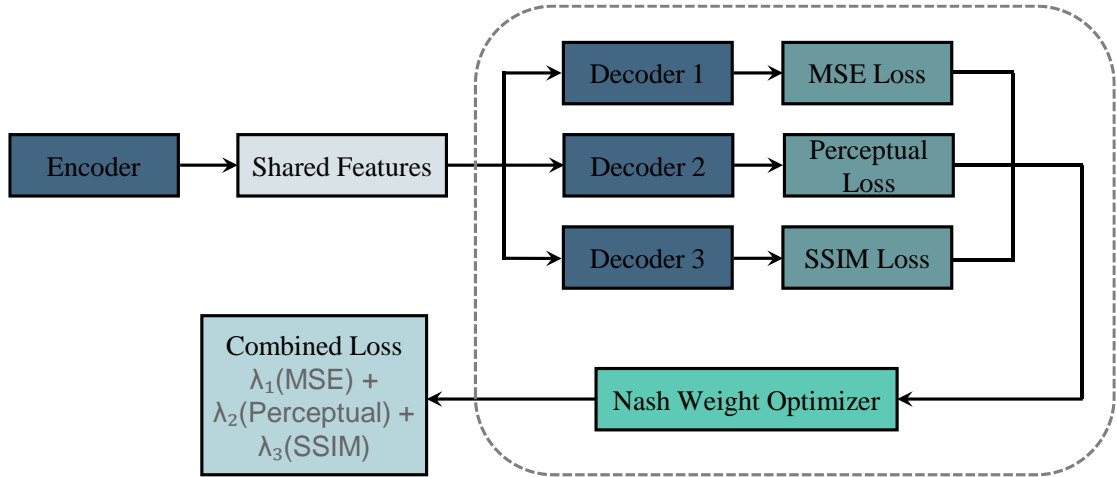 Decoder 1
MSE Loss
Encoder
Shared Features
Decoder 2
Perceptual
Loss
Decoder 3
SSIM Loss
Combined Loss
λ₁(MSE) +
λ₂(Perceptual) +
λ₃(SSIM)
Nash Weight Optimizer